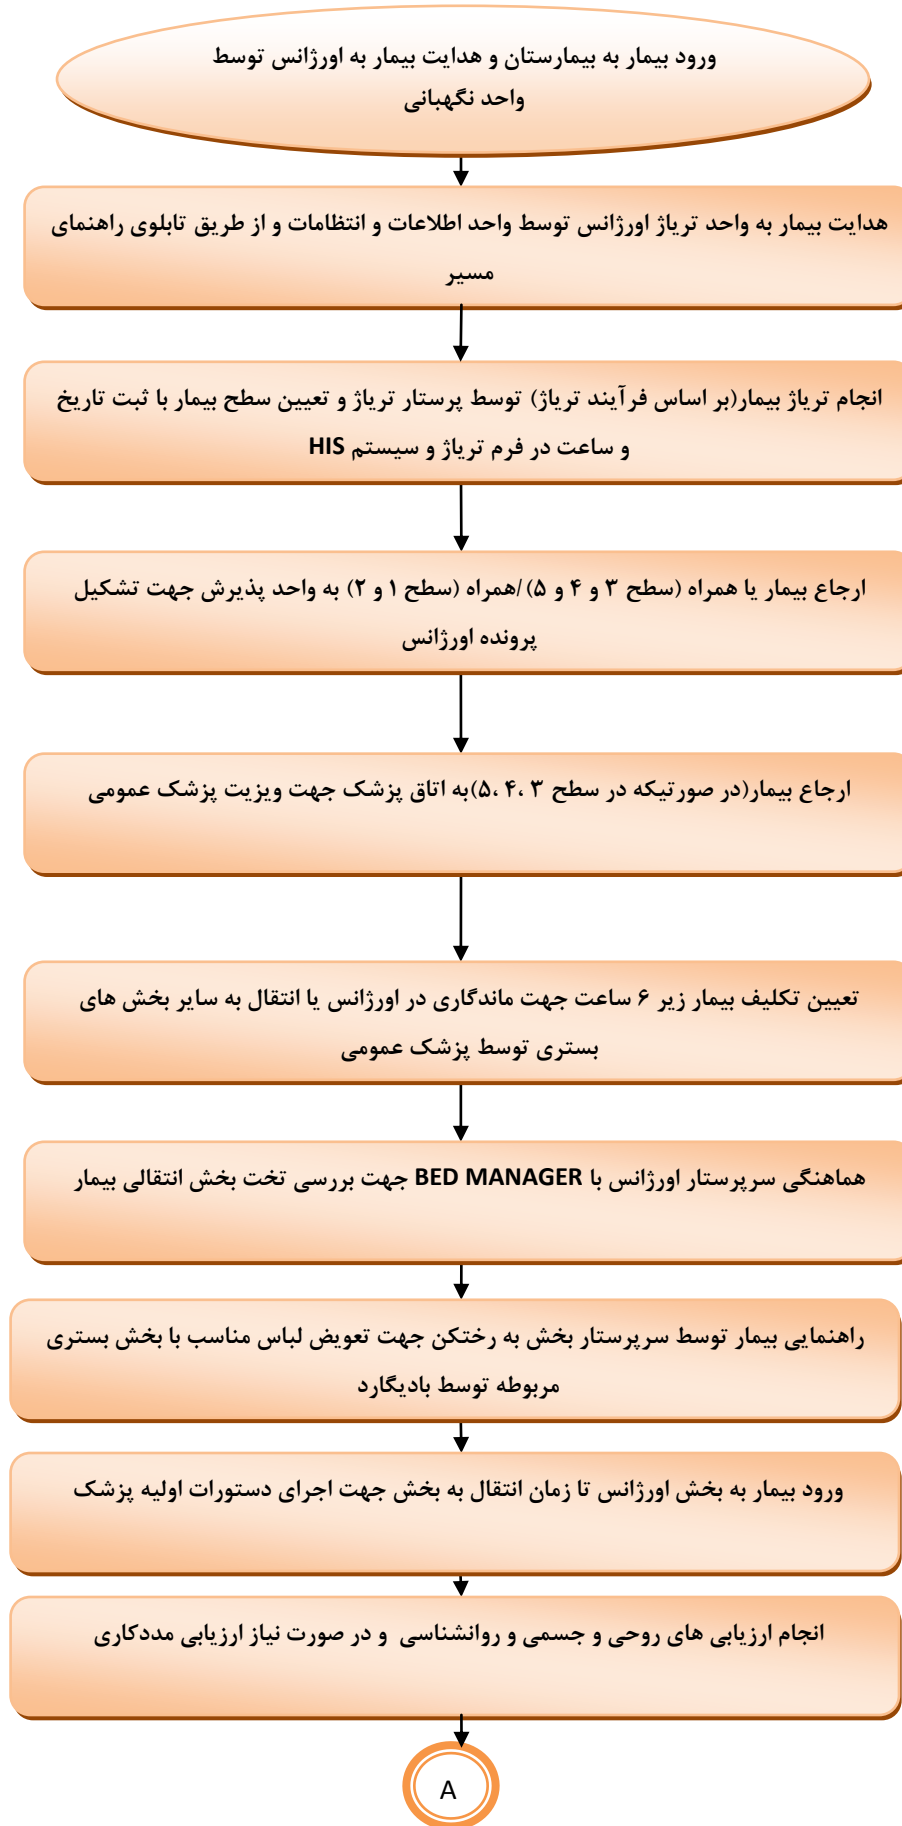 ورود بیمار به بیمارستان و هدایت بیمار به اورژانس توسط
واحد نگهبانی
هدایت بیمار به واحد تریاژ اورژانس توسط واحد اطلاعات و انتظامات و از طریق تابلوی راهنمای
مسیر
انجام تریاژ بیمار(بر اساس فرآیند تریاژ) توسط پرستار تریاژ و تعیین سطح بیمار با ثبت تاریخ
و ساعت در فرم تریاژ و سیستم HIS
ارجاع بیمار یا همراه (سطح ۳ و ۴ و ۵)/همراه (سطح ۱ و ۲) به واحد پذیرش جهت تشکیل
پرونده اورژانس
ارجاع بیمار(در صورتیکه در سطح ۳ ،۴ ،۵)به اتاق پزشک جهت ویزیت پزشک عمومی
تعیین تکلیف بیمار زیر ۶ ساعت جهت ماندگاری در اورژانس یا انتقال به سایر بخش های
بستری توسط پزشک عمومی
هماهنگی سرپرستار اورژانس با BED MANAGER جهت بررسی تخت بخش انتقالی بیمار
راهنمایی بیمار توسط سرپرستار بخش به رختکن جهت تعویض لباس مناسب با بخش بستری
مربوطه توسط بادیگارد
ورود بیمار به بخش اورژانس تا زمان انتقال به بخش جهت اجرای دستورات اولیه پزشک
انجام ارزیابی های روحی و جسمی و روانشناسی و در صورت نیاز ارزیابی مددکاری
A